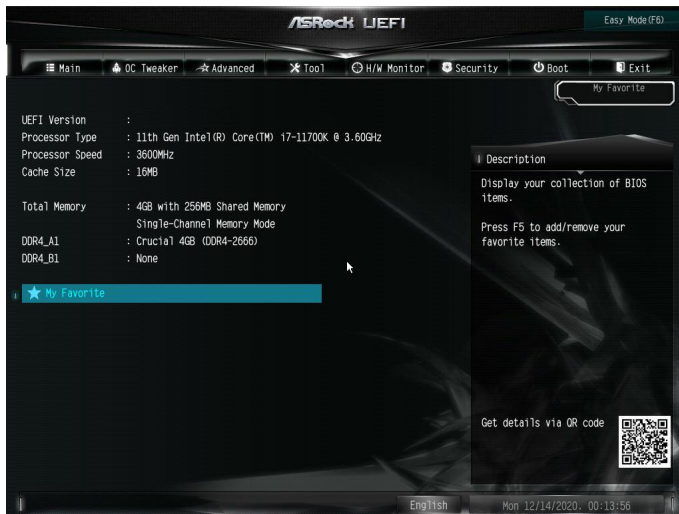 ASRock UEFI
Easy Mode(F6)
Main
OC Tweaker
Advanced
Tool
H/W Monitor
Security
Boot
Exit
My Favorite
UEFI Version :
Processor Type : 11th Gen Intel(R) Core(TM) i7-11700K @ 3.60GHz
Processor Speed : 3600MHz
Cache Size : 16MB
Total Memory : 4GB with 256MB Shared Memory
Single-Channel Memory Mode
DDR4_A1 : Crucial 4GB (DDR4-2666)
DDR4_B1 : None
My Favorite
Description
Display your collection of BIOS
items.
Press F5 to add/remove your
favorite items.
Get details via QR code
English
Mon 12/14/2020. 00:13:56